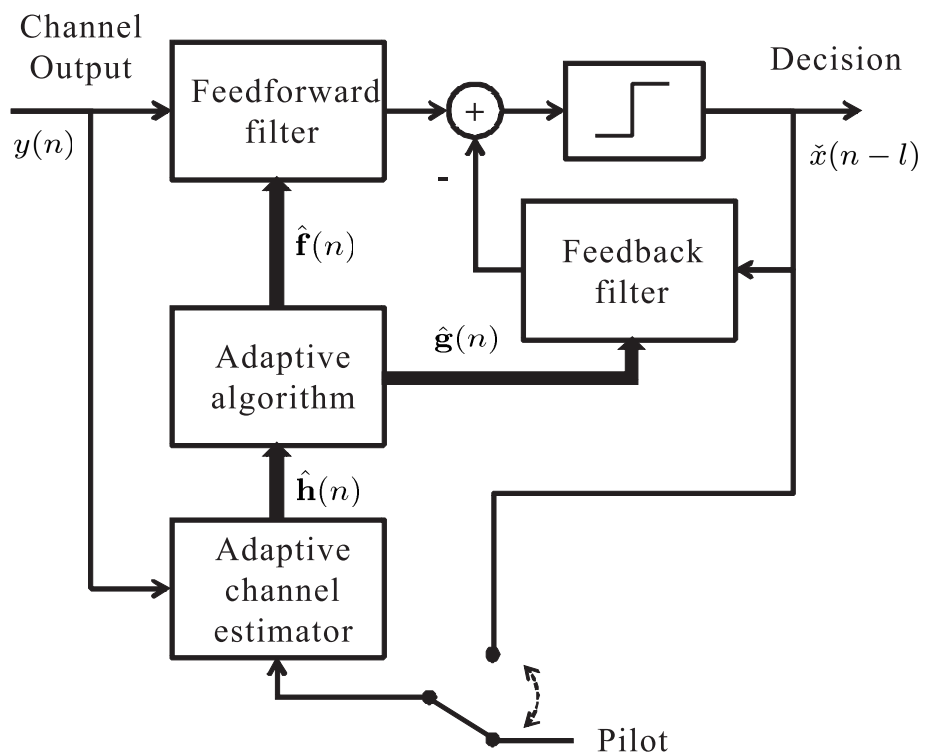 Channel
Output
Decision
Feedforward
filter
+
y(n)
x̌(n − l)
-
Feedback
filter
f̂(n)
ĝ(n)
Adaptive
algorithm
ĥ(n)
Adaptive
channel
estimator
Pilot